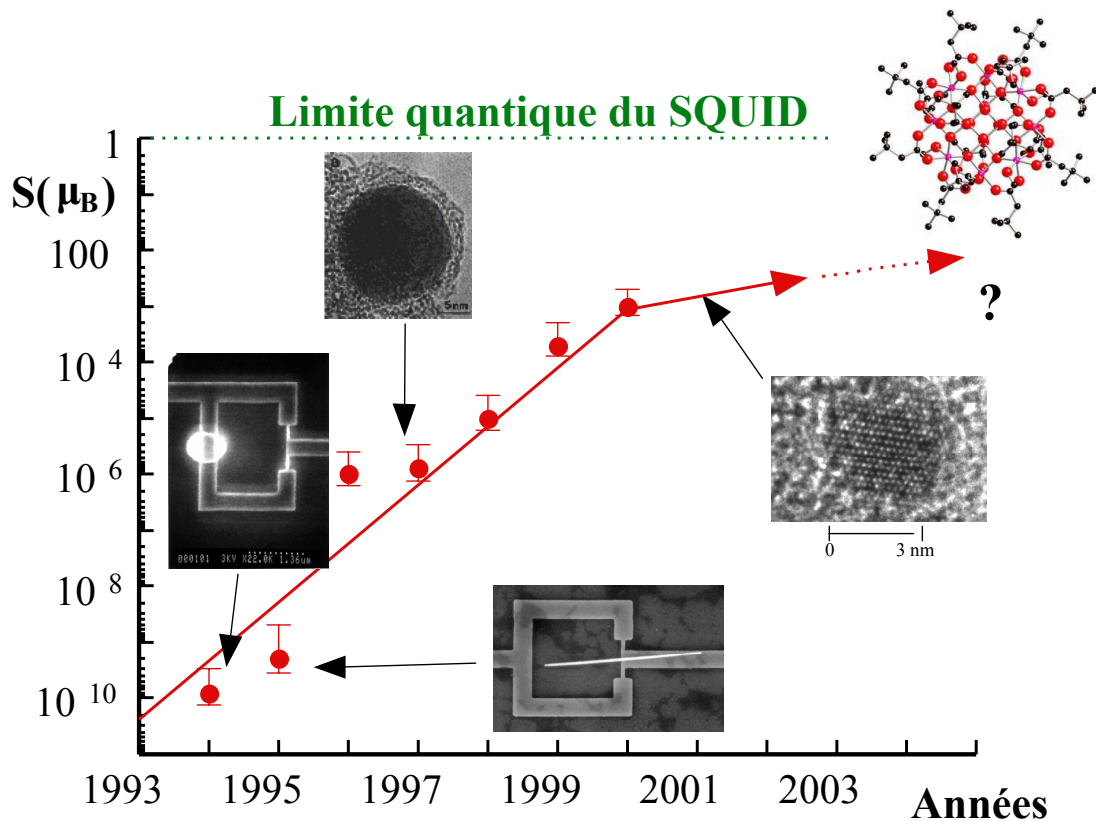 Limite quantique du SQUID
1
S(μB)
100
10 4
10 6
10 8
10 10
5nm
000101 3KV X22.0K 1.36um
?
0 3 nm
1993 1995 1997 1999 2001 2003
Années